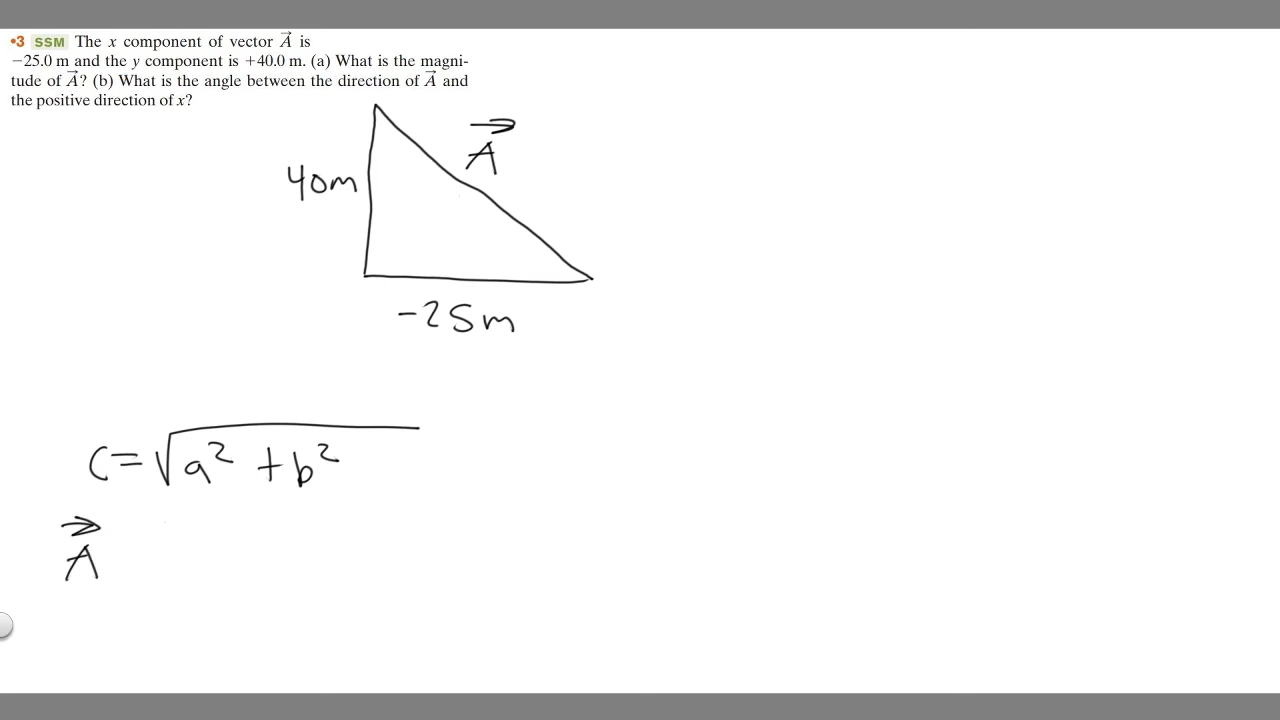 •3 SSM The x component of vector A⃗ is
−25.0 m and the y component is +40.0 m. (a) What is the magni-
tude of A⃗? (b) What is the angle between the direction of A⃗ and
the positive direction of x?
A⃗
40m
-25m
c=√a² +b²
A⃗